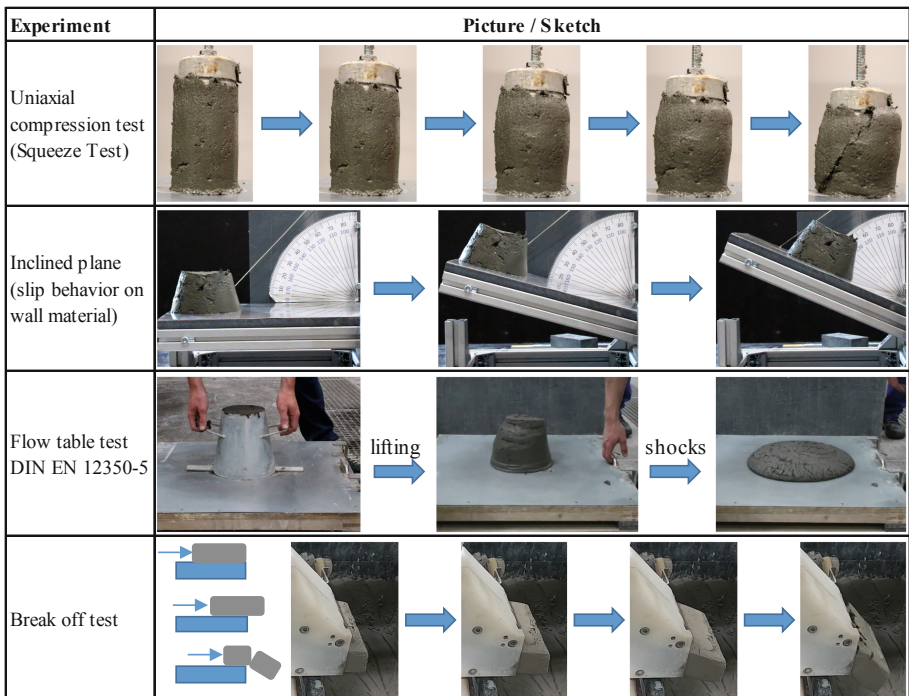 Experiment
Picture / Sketch
Uniaxial
compression test
(Squeeze Test)
Inclined plane
(slip behavior on
wall material)
Flow table test
DIN EN 12350-5
lifting
shocks
Break off test